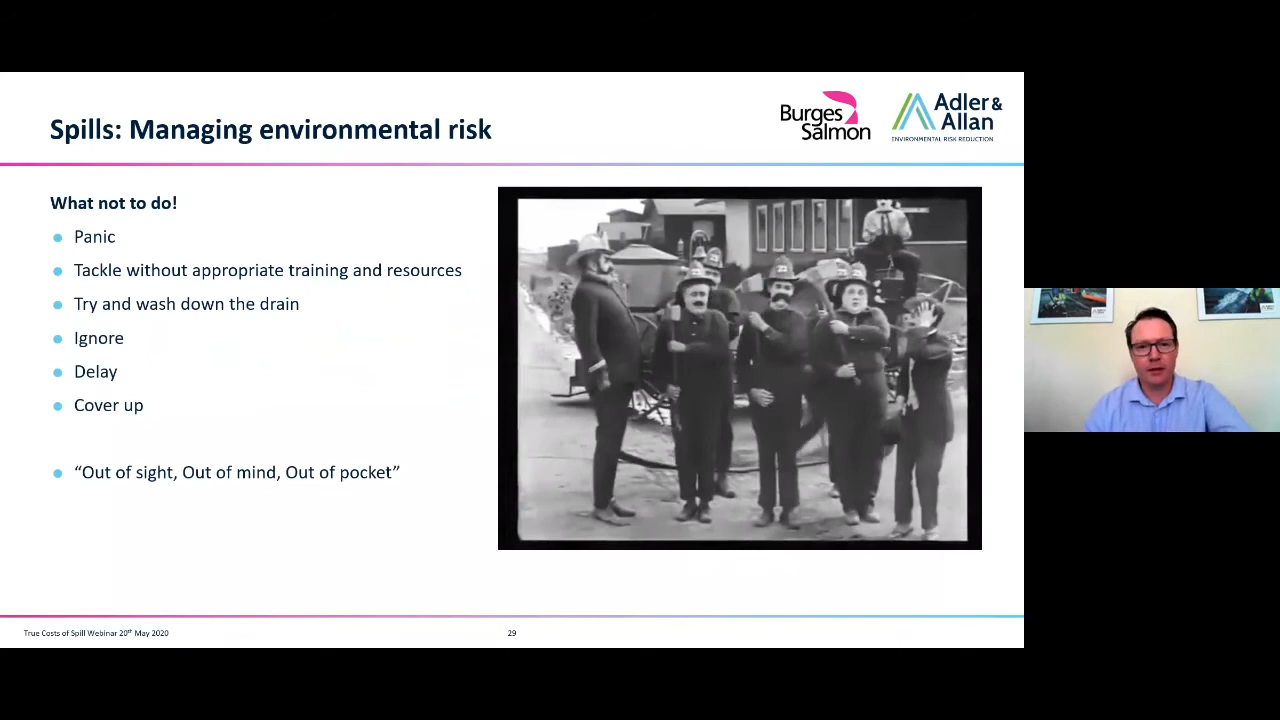 Spills: Managing environmental risk
Burges
Salmon
Adler &
Allan
ENVIRONMENTAL RISK REDUCTION
What not to do!
Panic
Tackle without appropriate training and resources
Try and wash down the drain
Ignore
Delay
Cover up
“Out of sight, Out of mind, Out of pocket”
True Costs of Spill Webinar 20th May 2020
29